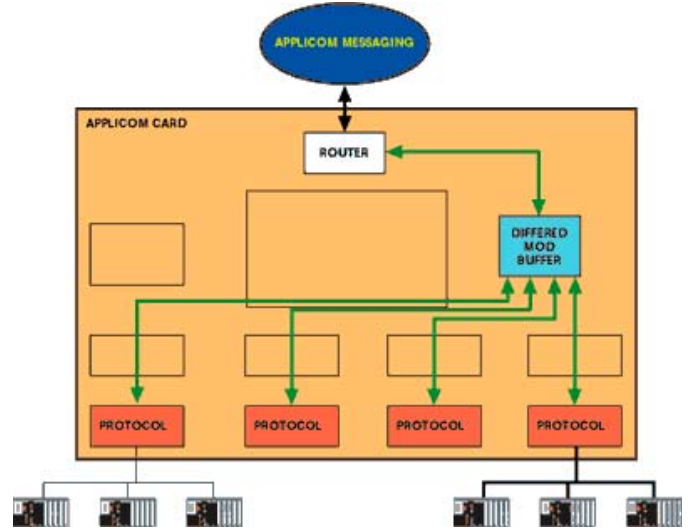 APPLICOM MESSAGING
APPLICOM CARD
ROUTER
DIFFERED
MOD
BUFFER
PROTOCOL
PROTOCOL
PROTOCOL
PROTOCOL